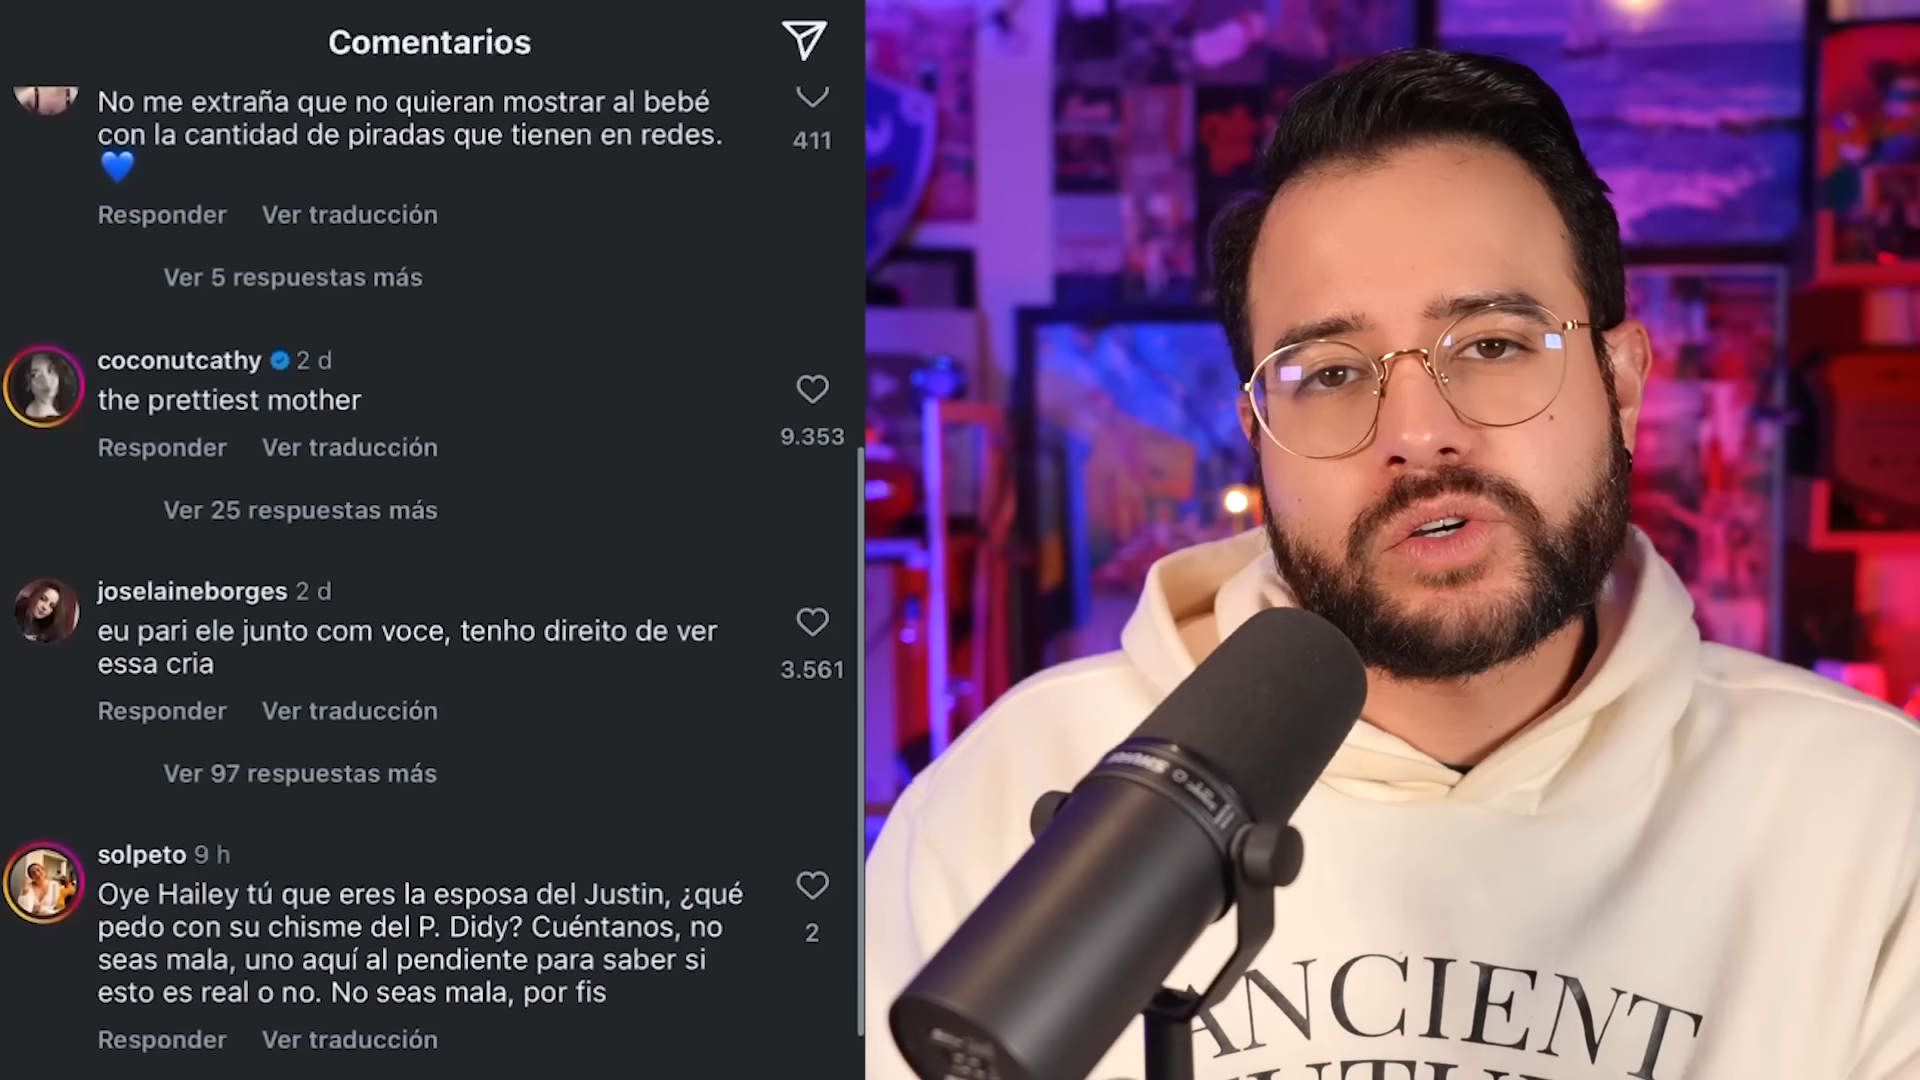 Comentarios
No me extraña que no quieran mostrar al bebé
con la cantidad de piradas que tienen en redes.
💙
411
Responder Ver traducción
Ver 5 respuestas más
coconutcathy 2 d
the prettiest mother
9.353
Responder Ver traducción
Ver 25 respuestas más
joselaineborges 2 d
eu pari ele junto com voce, tenho direito de ver
essa cria
3.561
Responder Ver traducción
Ver 97 respuestas más
solpeto 9 h
Oye Hailey tú que eres la esposa del Justin, ¿qué
pedo con su chisme del P. Didy? Cuéntanos, no
seas mala, uno aquí al pendiente para saber si
esto es real o no. No seas mala, por fis
2
Responder Ver traducción
ANCIENT